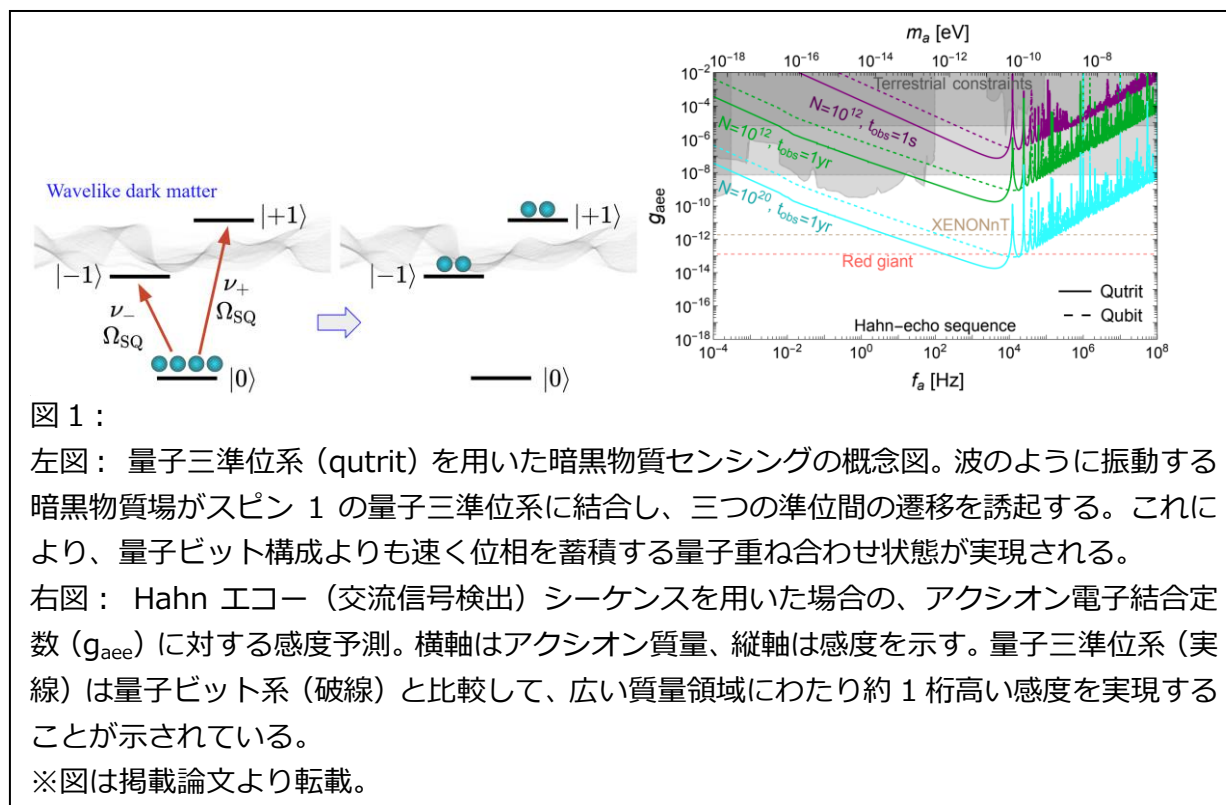 Wavelike dark matter
|+1⟩
|−1⟩
ν₋
Ω_SQ
ν₊
Ω_SQ
|0⟩
|+1⟩
|−1⟩
|0⟩
mₐ [eV]
10⁻¹⁸ 10⁻¹⁶ 10⁻¹⁴ 10⁻¹² 10⁻¹⁰ 10⁻⁸
10⁻²
10⁻⁴
10⁻⁶
10⁻⁸
10⁻¹⁰
10⁻¹²
10⁻¹⁴
10⁻¹⁶
10⁻¹⁸
gₐₑₑ
Terrestrial constraints
N=10¹², t_obs=1s
N=10¹², t_obs=1yr
N=10²⁰, t_obs=1yr
XENONnT
Red giant
Qutrit
Qubit
Hahn−echo sequence
10⁻⁴ 10⁻² 10⁰ 10² 10⁴ 10⁶ 10⁸
fₐ [Hz]
図 1：
左図： 量子三準位系（qutrit）を用いた暗黒物質センシングの概念図。波のように振動する
暗黒物質場がスピン 1 の量子三準位系に結合し、三つの準位間の遷移を誘起する。これに
より、量子ビット構成よりも速く位相を蓄積する量子重ね合わせ状態が実現される。
右図： Hahn エコー（交流信号検出）シーケンスを用いた場合の、アクシオン電子結合定
数（gₐₑₑ）に対する感度予測。横軸はアクシオン質量、縦軸は感度を示す。量子三準位系（実
線）は量子ビット系（破線）と比較して、広い質量領域にわたり約 1 桁高い感度を実現する
ことが示されている。
※図は掲載論文より転載。